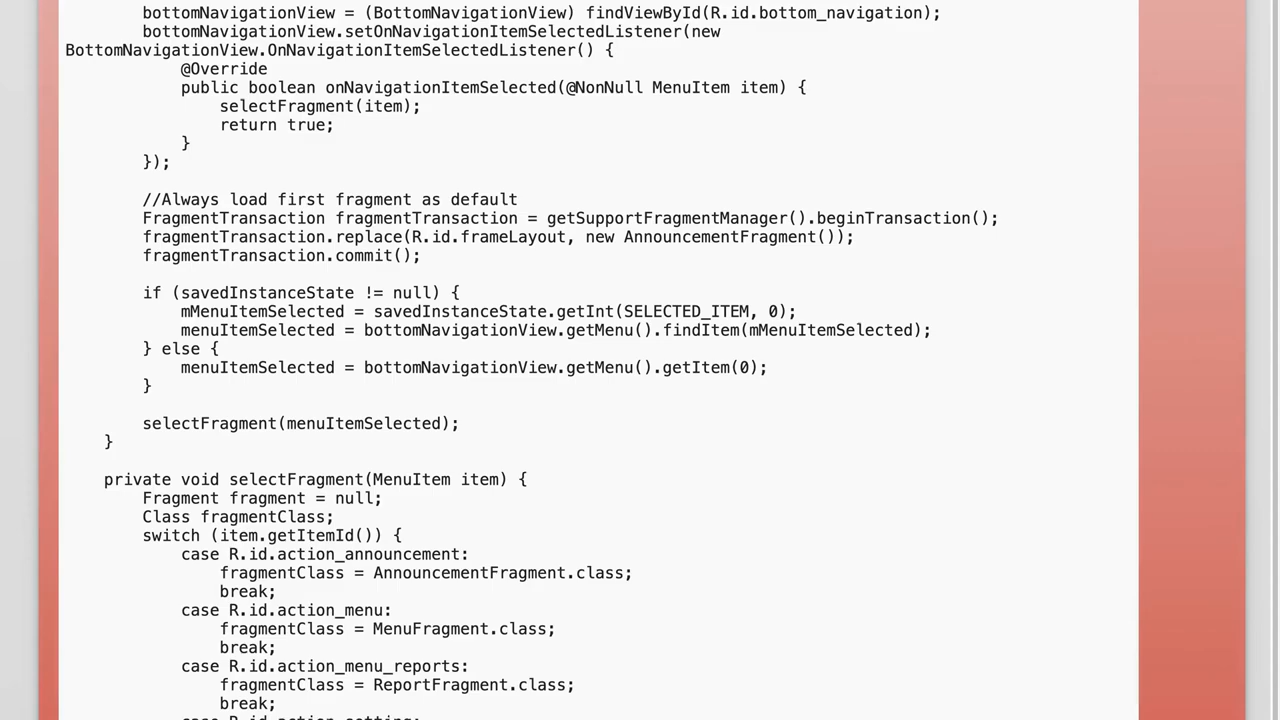 bottomNavigationView = (BottomNavigationView) findViewById(R.id.bottom_navigation);
bottomNavigationView.setOnNavigationItemSelectedListener(new
BottomNavigationView.OnNavigationItemSelectedListener() {
@Override
public boolean onNavigationItemSelected(@NonNull MenuItem item) {
selectFragment(item);
return true;
}
});
//Always load first fragment as default
FragmentTransaction fragmentTransaction = getSupportFragmentManager().beginTransaction();
fragmentTransaction.replace(R.id.frameLayout, new AnnouncementFragment());
fragmentTransaction.commit();
if (savedInstanceState != null) {
mMenuItemSelected = savedInstanceState.getInt(SELECTED_ITEM, 0);
menuItemSelected = bottomNavigationView.getMenu().findItem(mMenuItemSelected);
} else {
menuItemSelected = bottomNavigationView.getMenu().getItem(0);
}
selectFragment(menuItemSelected);
}
private void selectFragment(MenuItem item) {
Fragment fragment = null;
Class fragmentClass;
switch (item.getItemId()) {
case R.id.action_announcement:
fragmentClass = AnnouncementFragment.class;
break;
case R.id.action_menu:
fragmentClass = MenuFragment.class;
break;
case R.id.action_menu_reports:
fragmentClass = ReportFragment.class;
break;